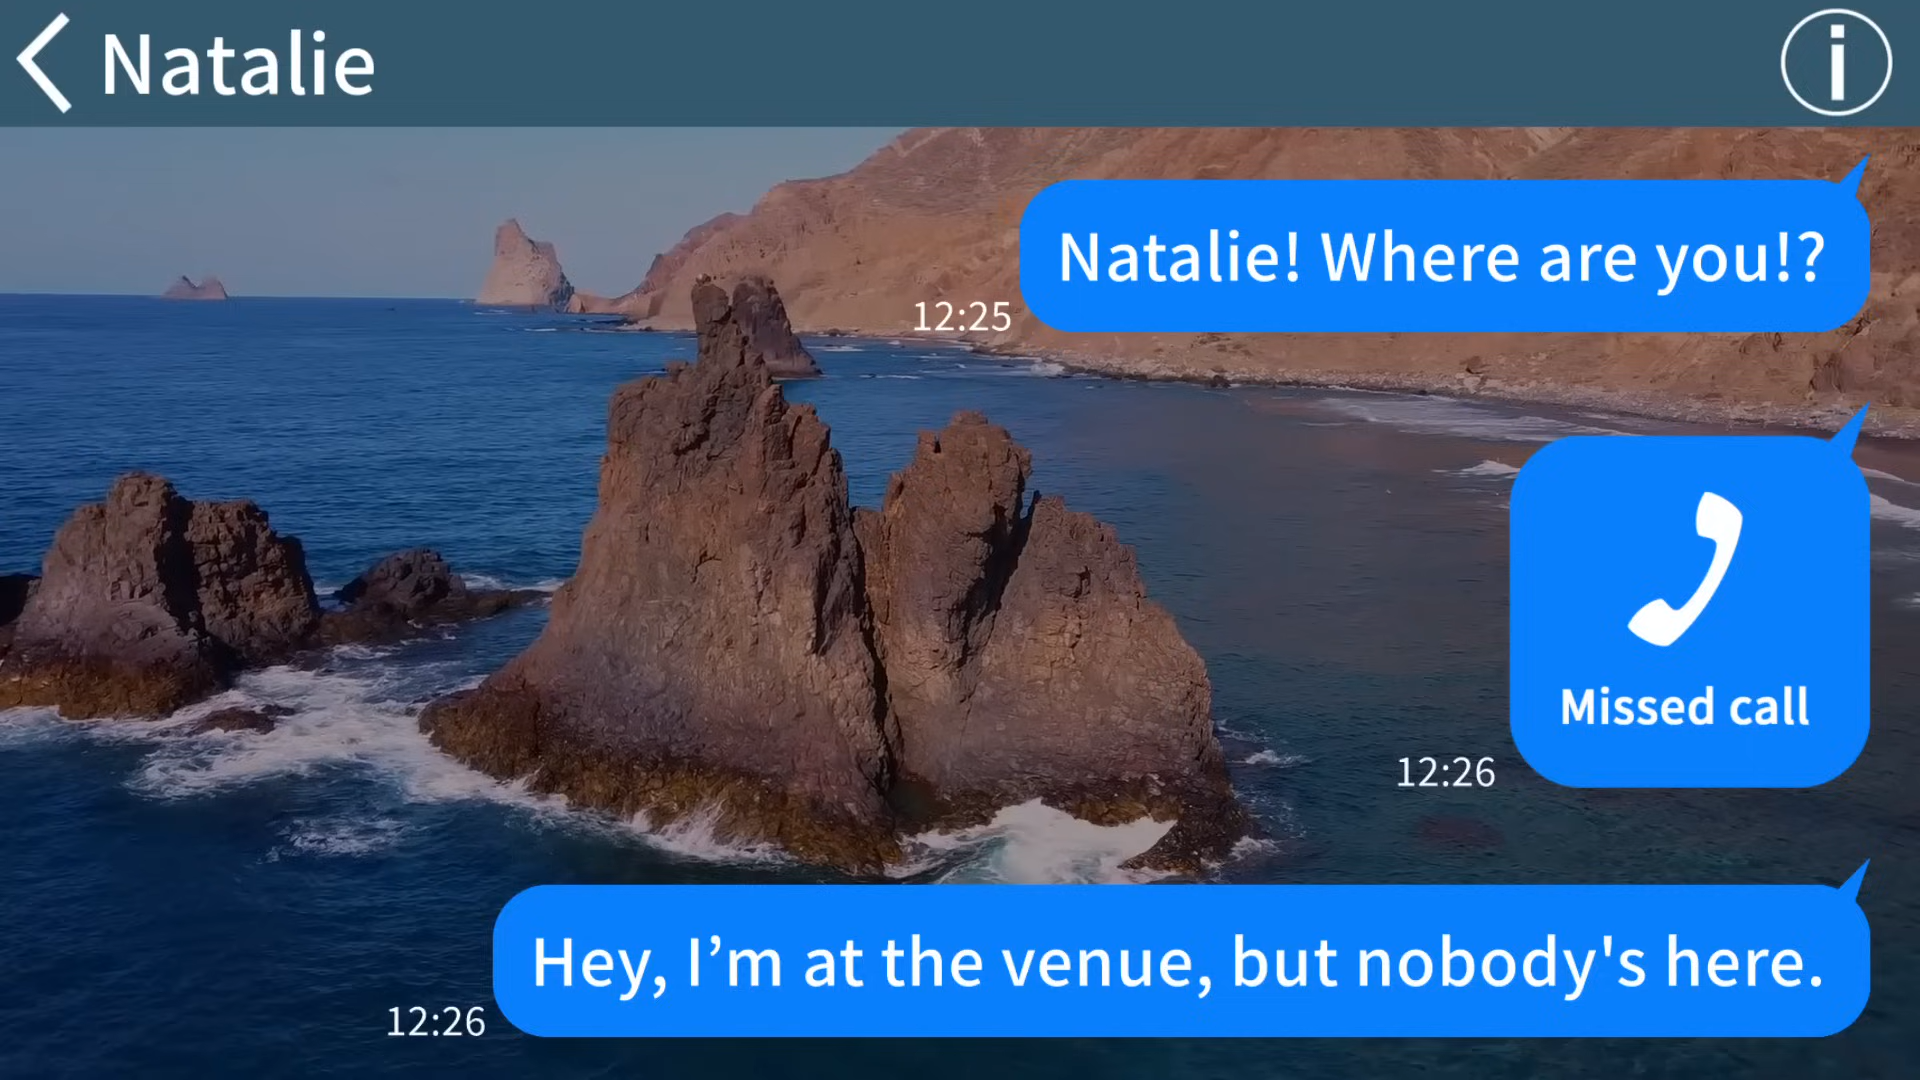 Natalie
Natalie! Where are you!?
12:25
Missed call
12:26
Hey, I’m at the venue, but nobody's here.
12:26